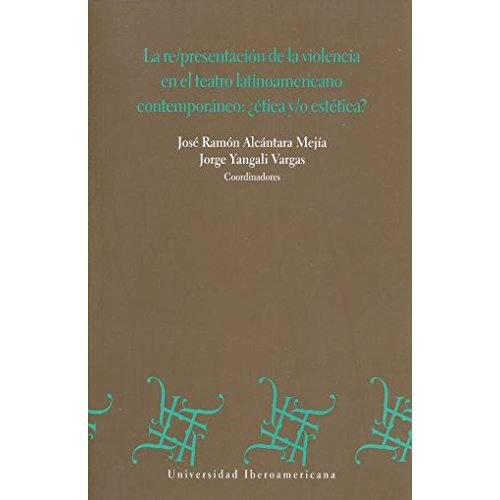 La re/presentación de la violencia
en el teatro latinoamericano
contemporáneo: ¿ética y/o estética?
José Ramón Alcántara Mejía
Jorge Yangali Vargas
Coordinadores
Universidad Iberoamericana